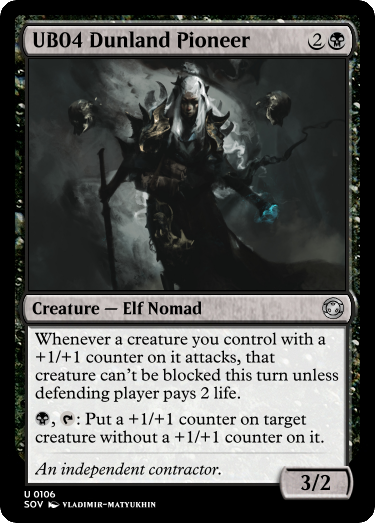 UB04 Dunland Pioneer 2
Creature — Elf Nomad
Whenever a creature you control with a
+1/+1 counter on it attacks, that
creature can't be blocked this turn unless
defending player pays 2 life.
, : Put a +1/+1 counter on target
creature without a +1/+1 counter on it.
An independent contractor.
3/2
U 0106
SOV VLADIMIR-MATYUKHIN